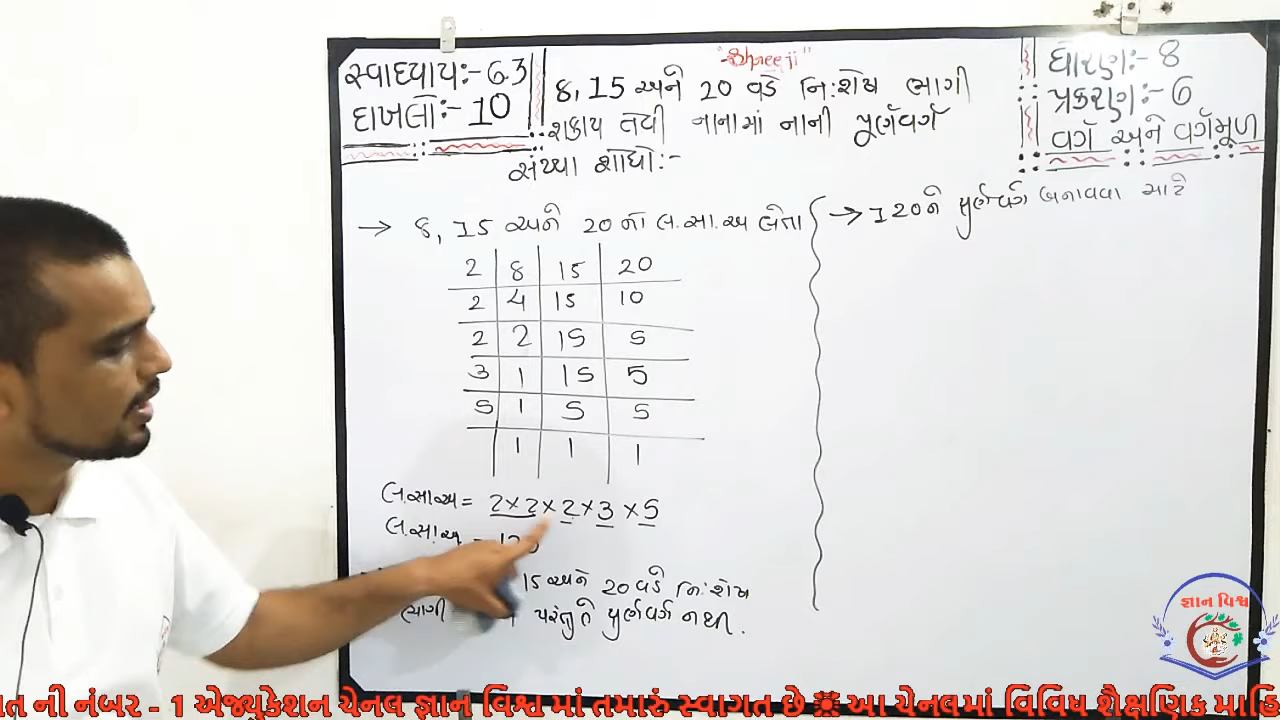 "Shreeji"
સ્વાધ્યાય:- 6.3
દાખલો:- 10
8, 15 અને 20 વડે નિ:શેષ ભાગી
શકાય તેવી નાનામાં નાની પૂર્ણવર્ગ
સંખ્યા શોધો:-
ધોરણ:- 8
પ્રકરણ:- 6
વર્ગ અને વર્ગમૂળ
→ 8, 15 અને 20 નો લ.સા.અ લેતા
2 8 15 20
2 4 15 10
2 2 15 5
3 1 15 5
5 1 5 5
1 1 1
લ.સા.અ = 2×2×2×3×5
લ.સા.અ =
15 અને 20 વડે નિ:શેષ
ભાગી પરંતુ તે પુર્ણવર્ગ નથી.
→ 120ને પુર્ણવર્ગ બનાવવા માટે
જ્ઞાન વિશ્વ
ત ની નંબર - 1 એજ્યુકેશન ચેનલ જ્ઞાન વિશ્વ માં તમારું સ્વાગત છે ※ આ ચેનલમાં વિવિધ શૈક્ષણિક માહિ